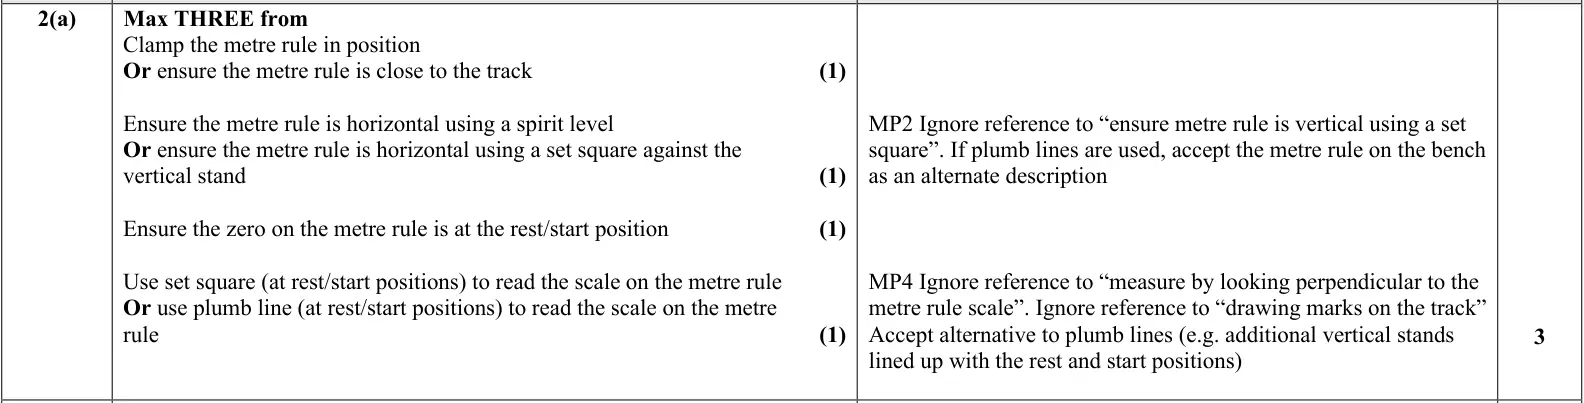 2(a)
Max THREE from
Clamp the metre rule in position
Or ensure the metre rule is close to the track (1)
Ensure the metre rule is horizontal using a spirit level
Or ensure the metre rule is horizontal using a set square against the
vertical stand (1)
MP2 Ignore reference to “ensure metre rule is vertical using a set
square”. If plumb lines are used, accept the metre rule on the bench
as an alternate description
Ensure the zero on the metre rule is at the rest/start position (1)
Use set square (at rest/start positions) to read the scale on the metre rule
Or use plumb line (at rest/start positions) to read the scale on the metre
rule (1)
MP4 Ignore reference to “measure by looking perpendicular to the
metre rule scale”. Ignore reference to “drawing marks on the track”
Accept alternative to plumb lines (e.g. additional vertical stands
lined up with the rest and start positions)
3